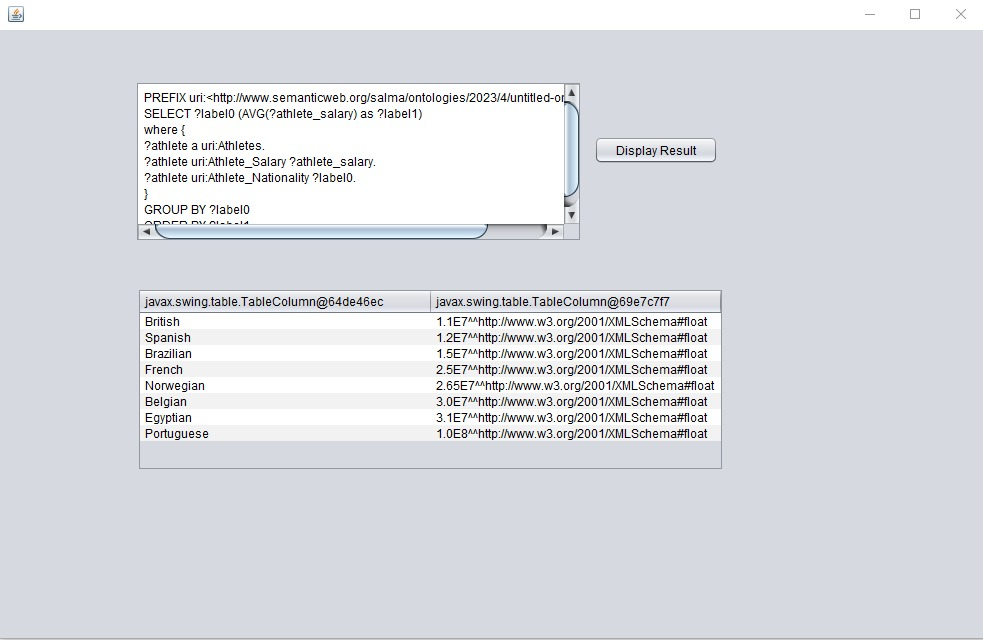 PREFIX uri:<http://www.semanticweb.org/salma/ontologies/2023/4/untitled-or
SELECT ?label0 (AVG(?athlete_salary) as ?label1)
where {
?athlete a uri:Athletes.
?athlete uri:Athlete_Salary ?athlete_salary.
?athlete uri:Athlete_Nationality ?label0.
}
GROUP BY ?label0
ORDER BY ?label1
Display Result
javax.swing.table.TableColumn@64de46ec javax.swing.table.TableColumn@69e7c7f7
British 1.1E7^^http://www.w3.org/2001/XMLSchema#float
Spanish 1.2E7^^http://www.w3.org/2001/XMLSchema#float
Brazilian 1.5E7^^http://www.w3.org/2001/XMLSchema#float
French 2.5E7^^http://www.w3.org/2001/XMLSchema#float
Norwegian 2.65E7^^http://www.w3.org/2001/XMLSchema#float
Belgian 3.0E7^^http://www.w3.org/2001/XMLSchema#float
Egyptian 3.1E7^^http://www.w3.org/2001/XMLSchema#float
Portuguese 1.0E8^^http://www.w3.org/2001/XMLSchema#float